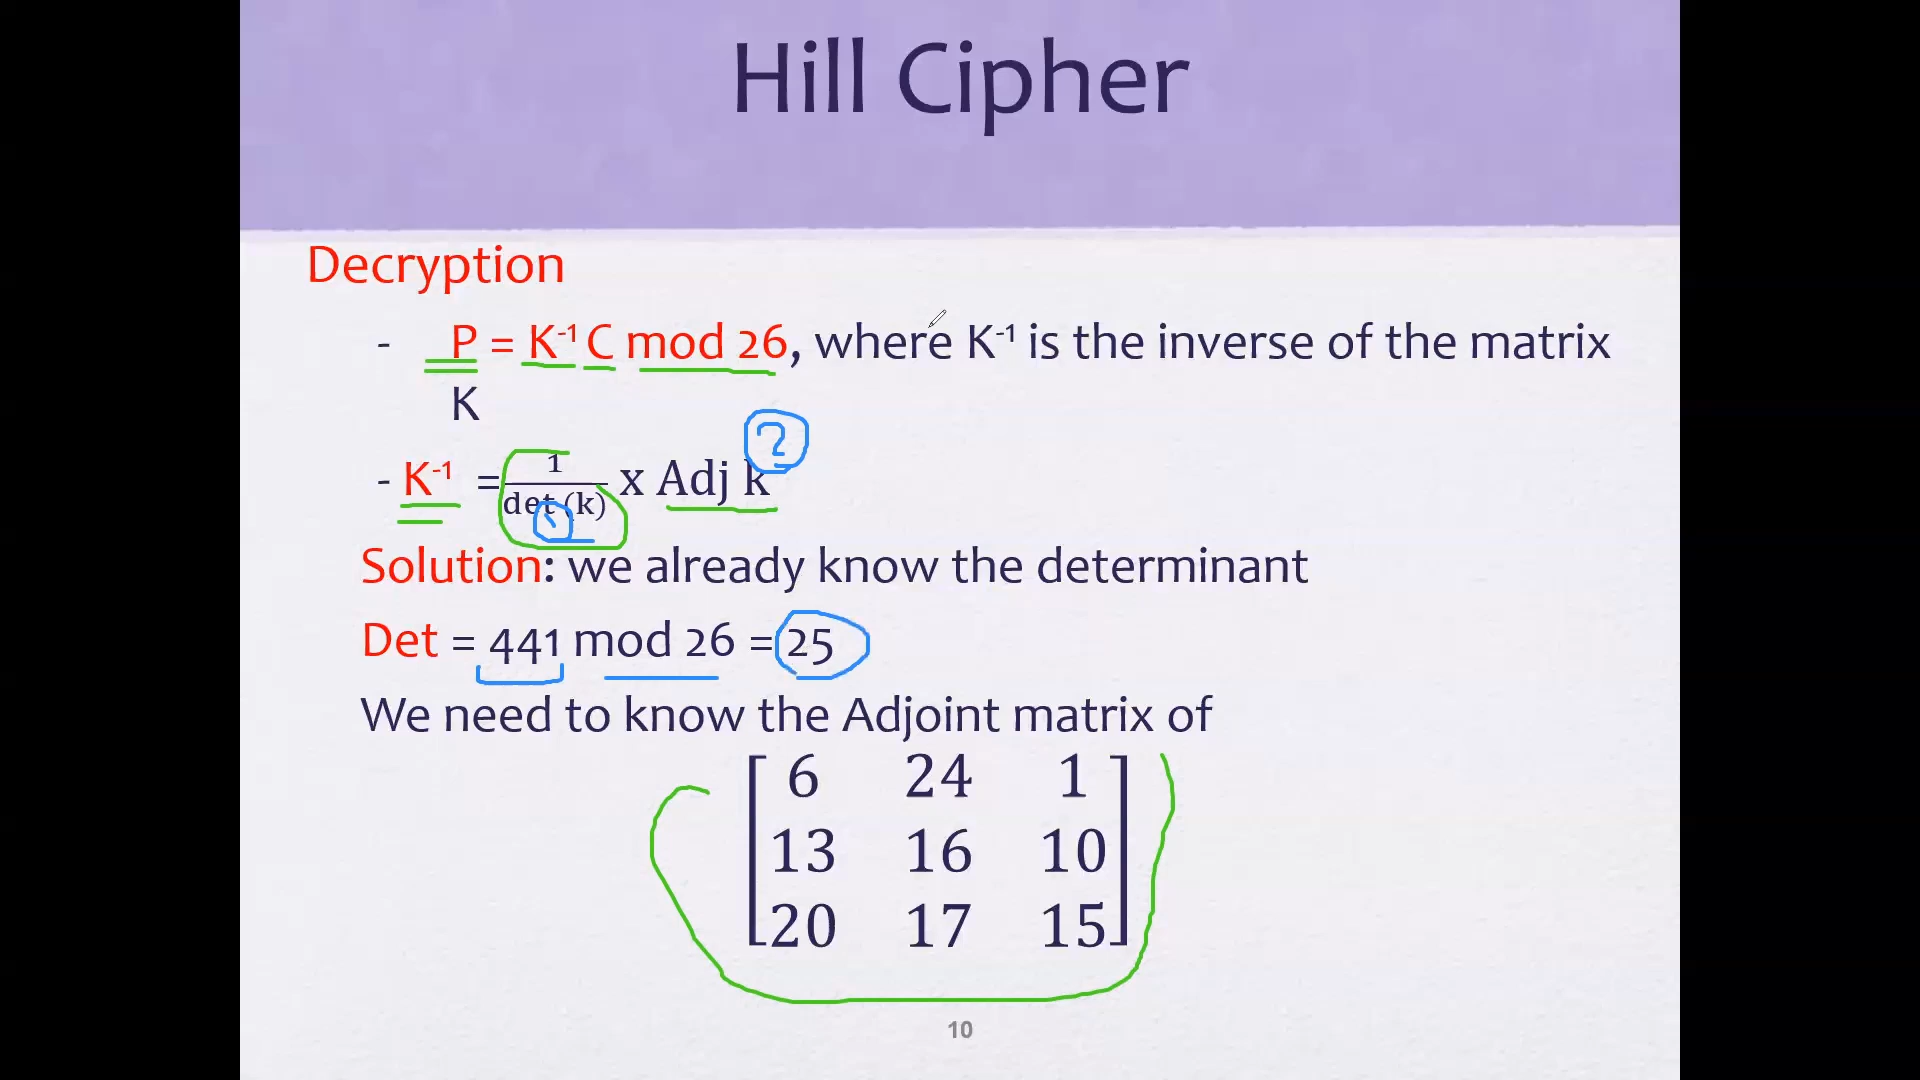 Hill Cipher
Decryption
- P = K⁻¹ C mod 26, where K⁻¹ is the inverse of the matrix
K
?
- K⁻¹ = 1/det (k) x Adj k
Solution: we already know the determinant
Det = 441 mod 26 = 25
We need to know the Adjoint matrix of
6 24 1
13 16 10
20 17 15
10